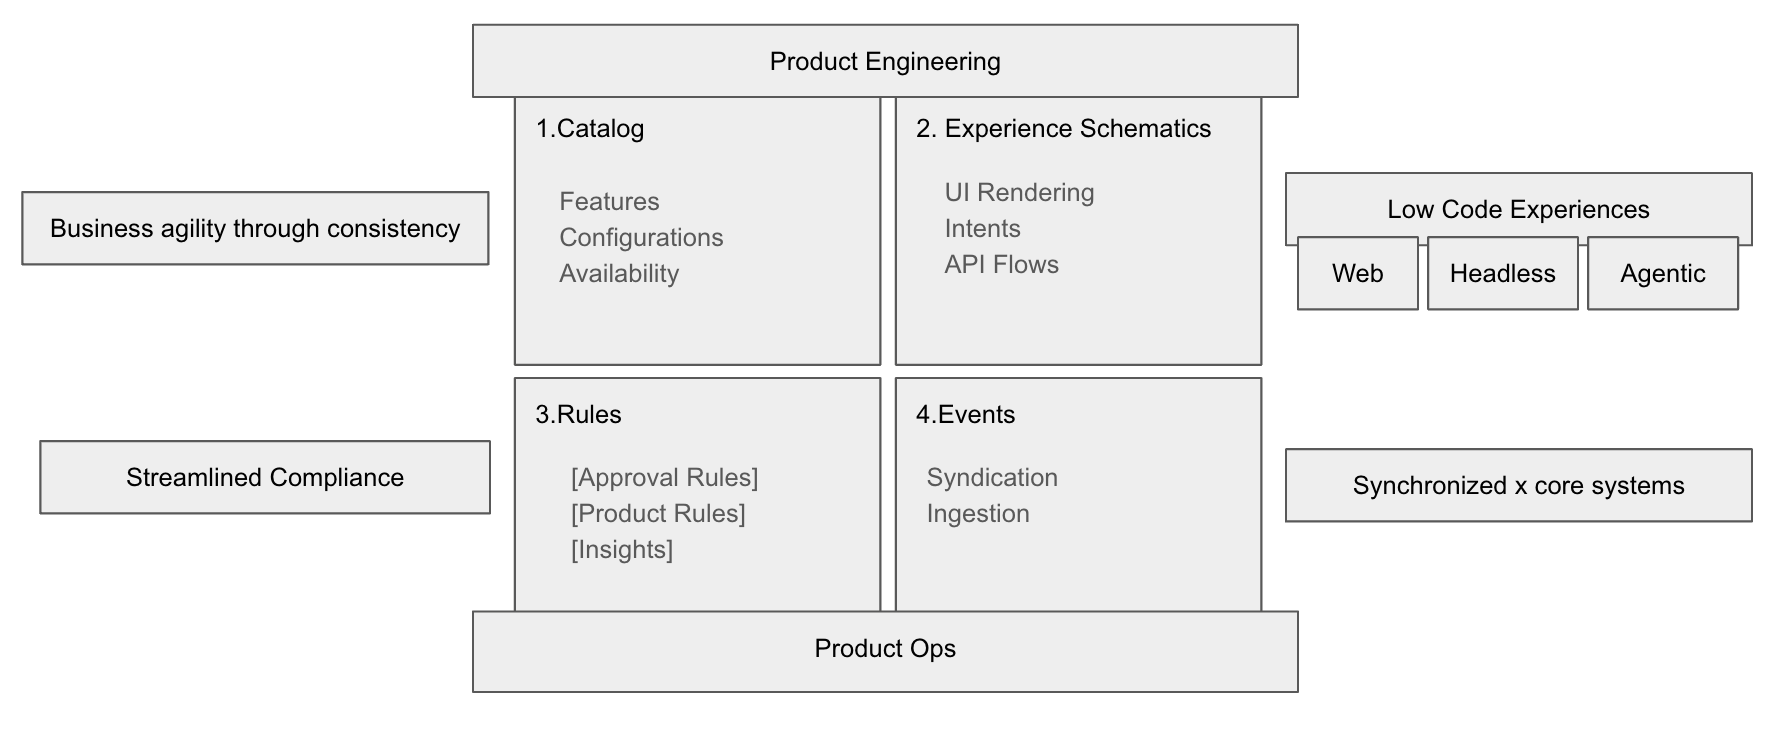 Product Engineering
1.Catalog
Features
Configurations
Availability
2. Experience Schematics
UI Rendering
Intents
API Flows
Business agility through consistency
Low Code Experiences
Web
Headless
Agentic
3.Rules
[Approval Rules]
[Product Rules]
[Insights]
4.Events
Syndication
Ingestion
Streamlined Compliance
Synchronized x core systems
Product Ops